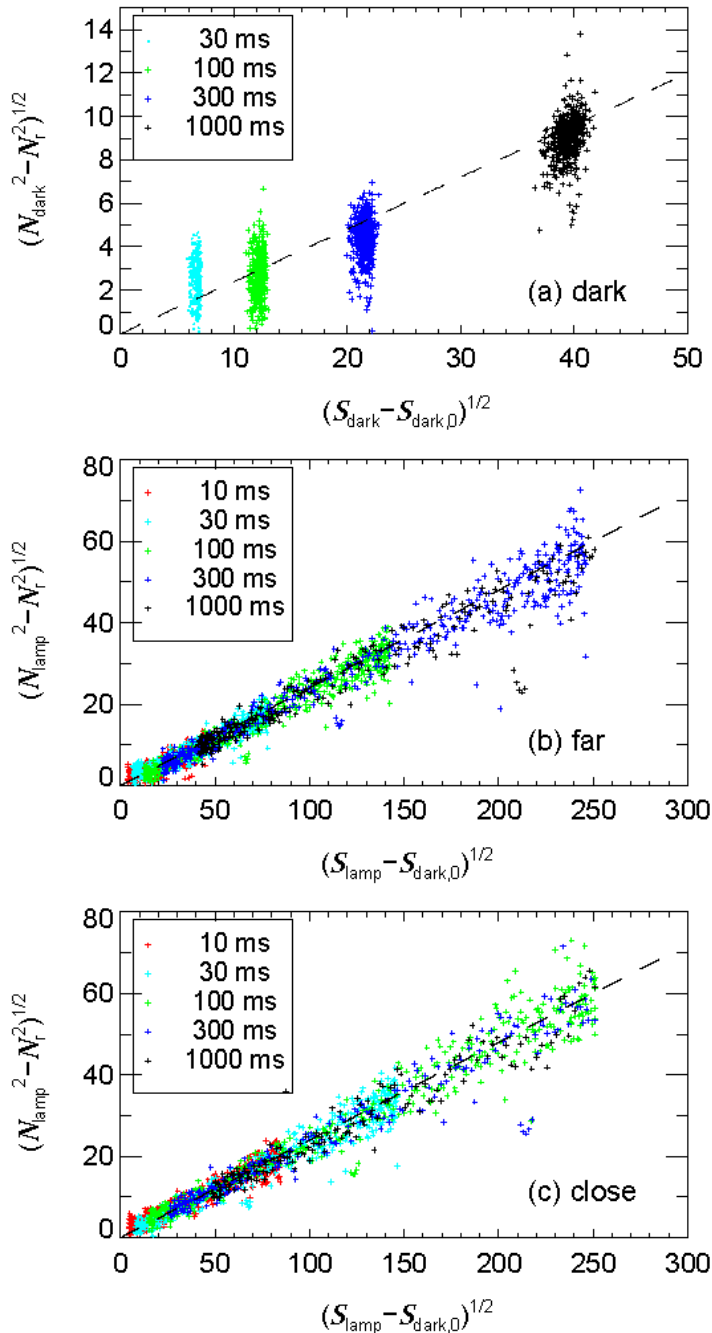 14
12
10
8
6
4
2
0
30 ms
100 ms
300 ms
1000 ms
(a) dark
(N_dark^2−N_r^2)^1/2
0 10 20 30 40 50
(S_dark−S_dark,0)^1/2
80
60
40
20
0
10 ms
30 ms
100 ms
300 ms
1000 ms
(b) far
(N_lamp^2−N_r^2)^1/2
0 50 100 150 200 250 300
(S_lamp−S_dark,0)^1/2
80
60
40
20
0
10 ms
30 ms
100 ms
300 ms
1000 ms
(c) close
(N_lamp^2−N_r^2)^1/2
0 50 100 150 200 250 300
(S_lamp−S_dark,0)^1/2